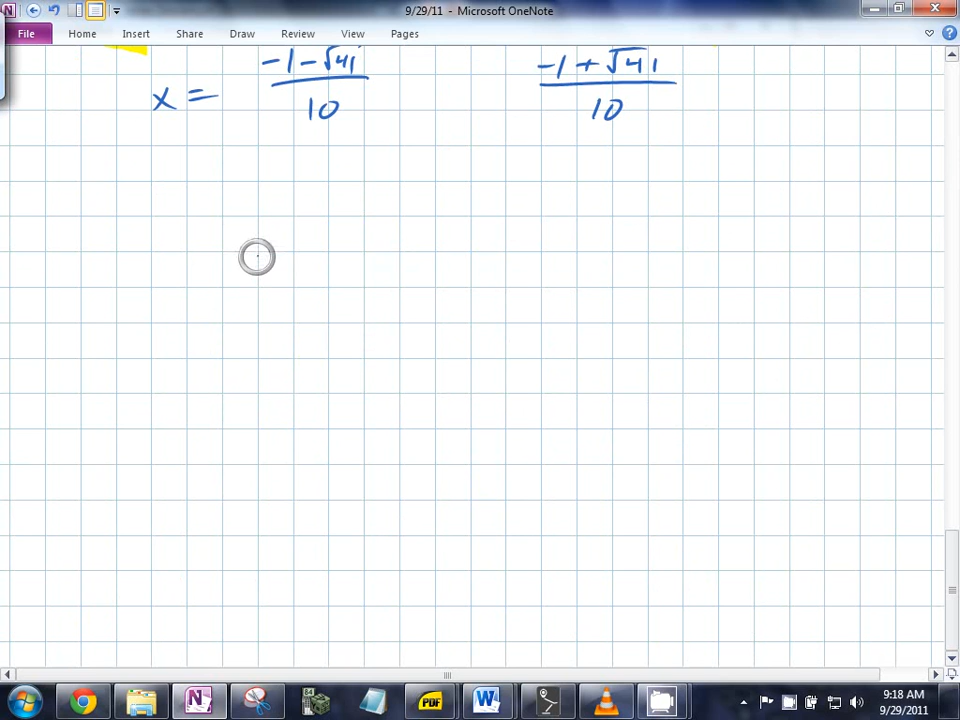 9/29/11 - Microsoft OneNote
File Home Insert Share Draw Review View Pages
x = -1-√41/10 -1+√41/10
9:18 AM
9/29/2011